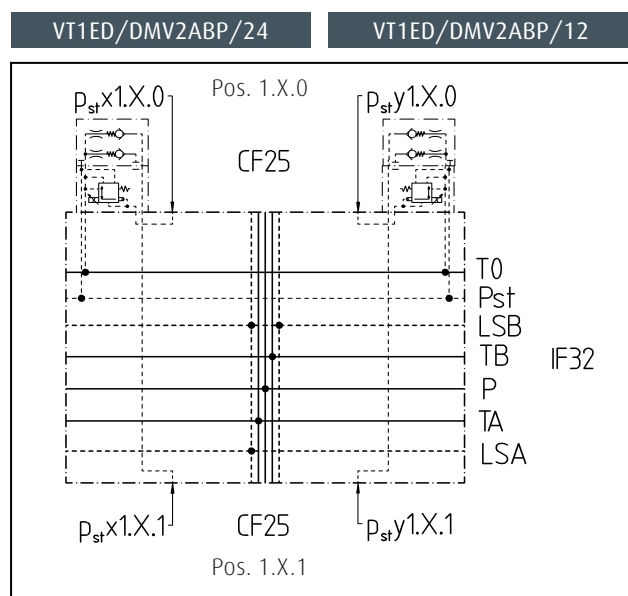 VT1ED/DMV2ABP/24
VT1ED/DMV2ABP/12
Pos. 1.X.0
pstx1.X.0
psty1.X.0
CF25
T0
Pst
LSB
TB
IF32
P
TA
LSA
pstx1.X.1
CF25
psty1.X.1
Pos. 1.X.1